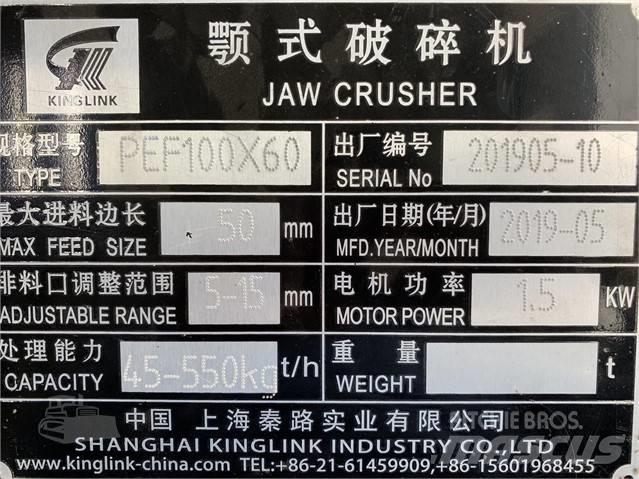 KINGLINK
颚式破碎机
JAW CRUSHER
规格型号 PEF100X60 出厂编号 201905-10
TYPE SERIAL No
最大进料边长 50 mm 出厂日期(年/月) 2019-05
MAX FEED SIZE MFD.YEAR/MONTH
排料口调整范围 5-15 mm 电机功率 1.5 KW
ADJUSTABLE RANGE MOTOR POWER
处理能力 45-550kg t/h 重量 t
CAPACITY WEIGHT
中国 上海秦路实业有限公司
SHANGHAI KINGLINK INDUSTRY CO.,LTD
www.kinglink-china.com TEL:+86-21-61459909,+86-15601968455
RITCHIE BROS.
mascus